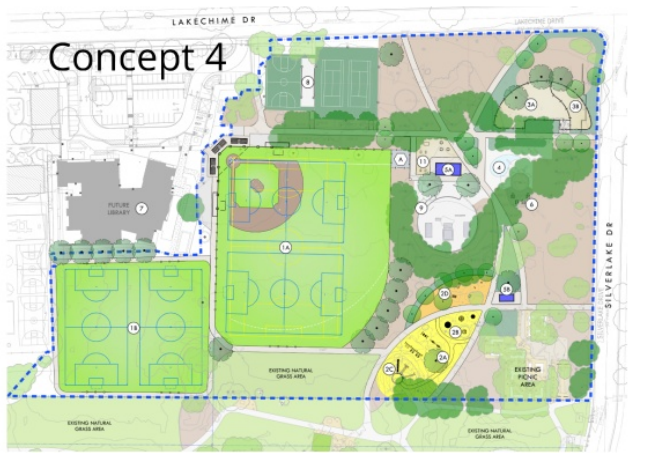 LAKECHIME DR
LAKECHIME DRIVE
Concept 4
8
3A
3B
A
11
5A
4
FUTURE
LIBRARY
7
9
6
SILVERLAKE DR
1A
2D
5B
1B
2B
2A
2C
EXISTING NATURAL
GRASS AREA
EXISTING
PICNIC
AREA
EXISTING NATURAL
GRASS AREA
EXISTING NATURAL
GRASS AREA